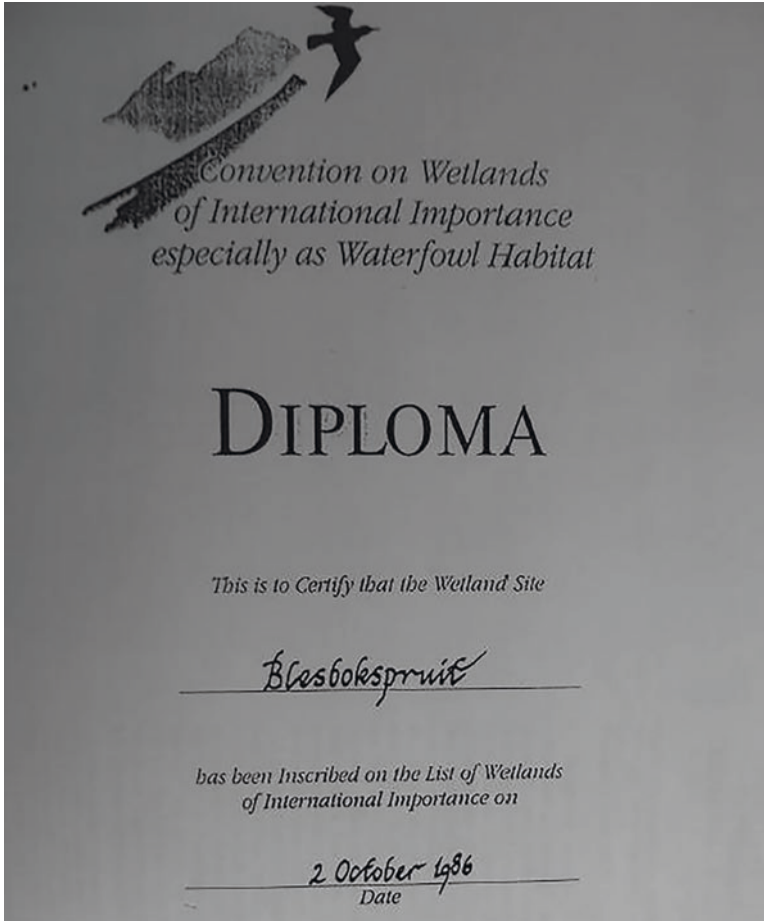 Convention on Wetlands
of International Importance
especially as Waterfowl Habitat
DIPLOMA
This is to Certify that the Wetland Site
Blesbokspruit
has been Inscribed on the List of Wetlands
of International Importance on
2 October 1986
Date